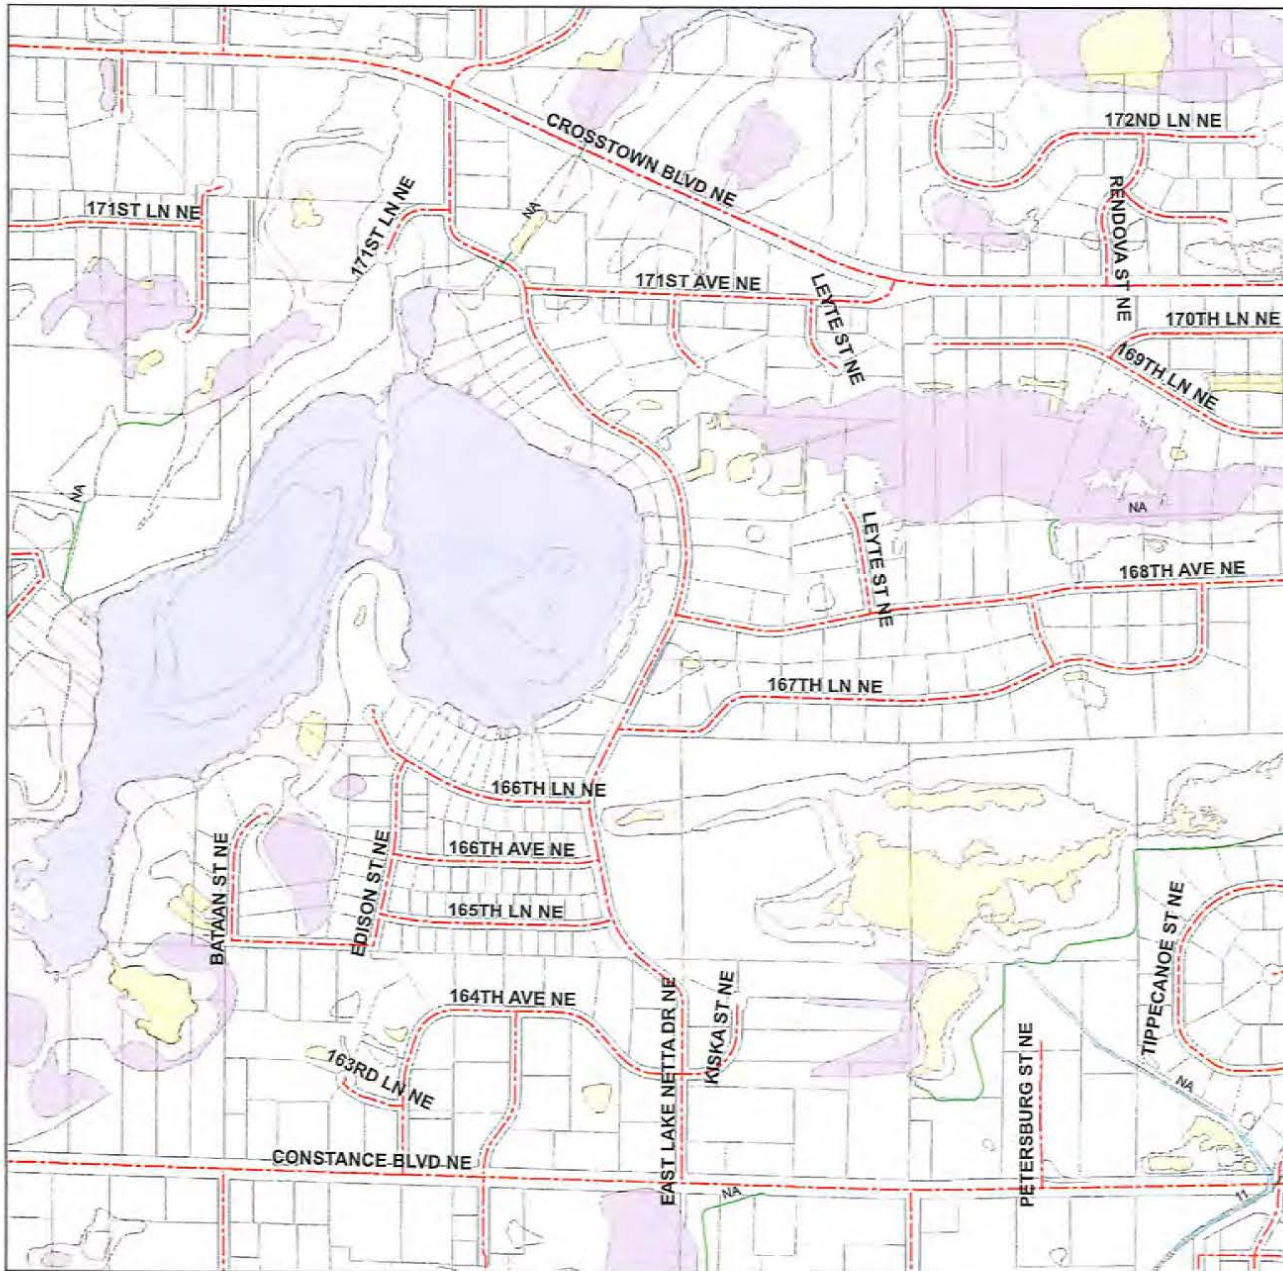 CROSSTOWN BLVD NE
172ND LN NE
171ST LN NE
171ST LN NE
NA
RENDOVA ST NE
171ST AVE NE
LEYTE ST NE
170TH LN NE
169TH LN NE
NA
NA
LEYTE ST NE
168TH AVE NE
167TH LN NE
166TH LN NE
166TH AVE NE
BATAAN ST NE
EDISON ST NE
165TH LN NE
TIPPECANOE ST NE
164TH AVE NE
EAST LAKE NETTA DR NE
KISKA ST NE
163RD LN NE
PETERSBURG ST NE
NA
CONSTANCE BLVD NE
NA
11